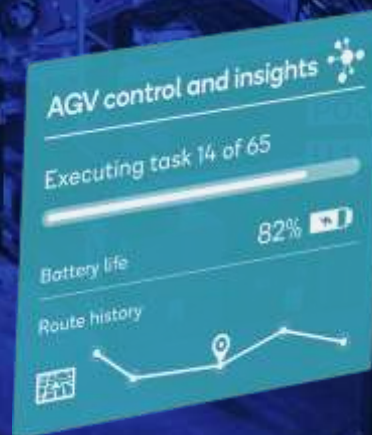 AGV control and insights
Executing task 14 of 65
82%
Battery life
Route history